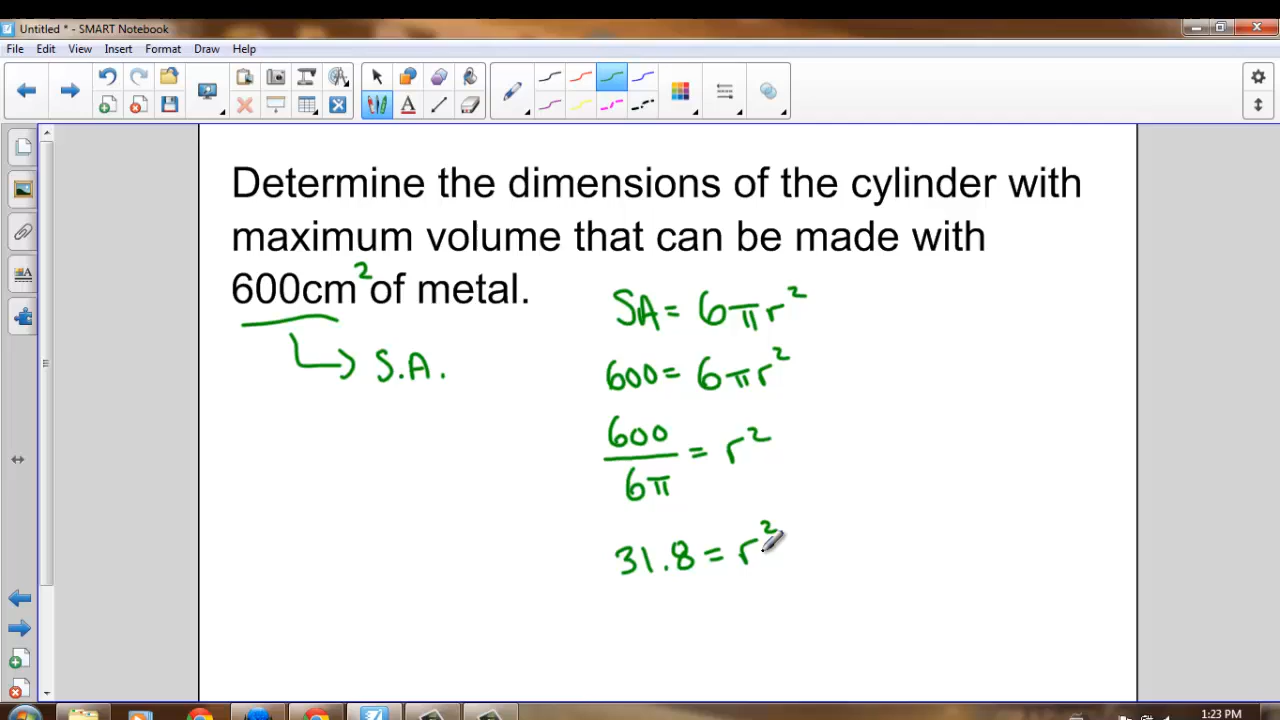 Untitled * - SMART Notebook
File Edit View Insert Format Draw Help
Determine the dimensions of the cylinder with
maximum volume that can be made with
600cm² of metal.
S.A.
SA = 6πr²
600 = 6πr²
600/6π = r²
31.8 = r²
1:23 PM